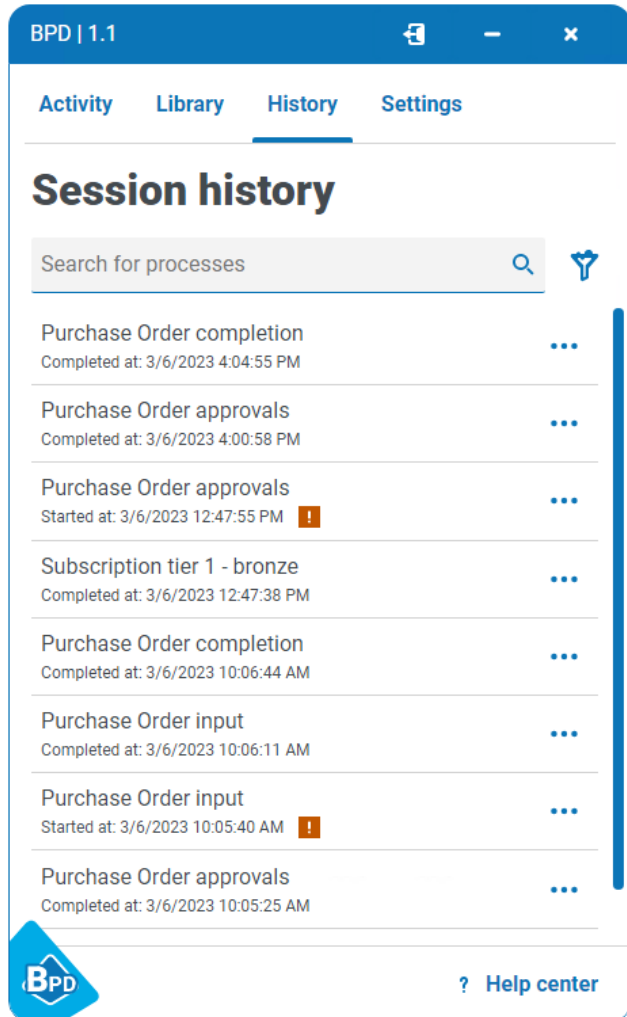 BPD | 1.1
Activity Library History Settings
Session history
Search for processes
Purchase Order completion
Completed at: 3/6/2023 4:04:55 PM
Purchase Order approvals
Completed at: 3/6/2023 4:00:58 PM
Purchase Order approvals
Started at: 3/6/2023 12:47:55 PM !
Subscription tier 1 - bronze
Completed at: 3/6/2023 12:47:38 PM
Purchase Order completion
Completed at: 3/6/2023 10:06:44 AM
Purchase Order input
Completed at: 3/6/2023 10:06:11 AM
Purchase Order input
Started at: 3/6/2023 10:05:40 AM !
Purchase Order approvals
Completed at: 3/6/2023 10:05:25 AM
BPD
? Help center